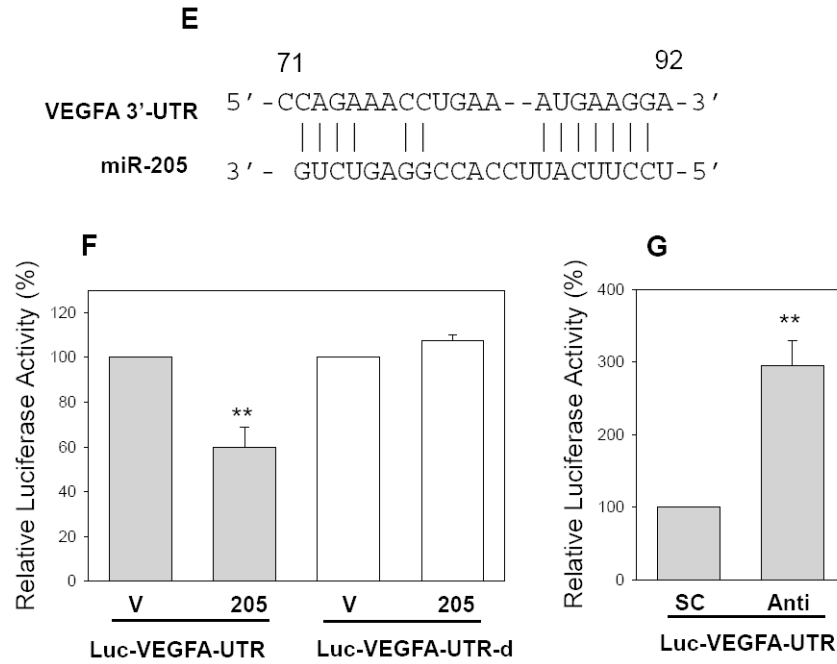 E
71 92
VEGFA 3'-UTR 5'-CCAGAAACCUGAA--AUGAAGGA-3'
miR-205 3'- GUCUGAGGCCACCUUACUUCCU-5'
F
Relative Luciferase Activity (%)
120
100
80
60
40
20
0
**
V 205 V 205
Luc-VEGFA-UTR Luc-VEGFA-UTR-d
G
Relative Luciferase Activity (%)
400
300
200
100
0
**
SC Anti
Luc-VEGFA-UTR